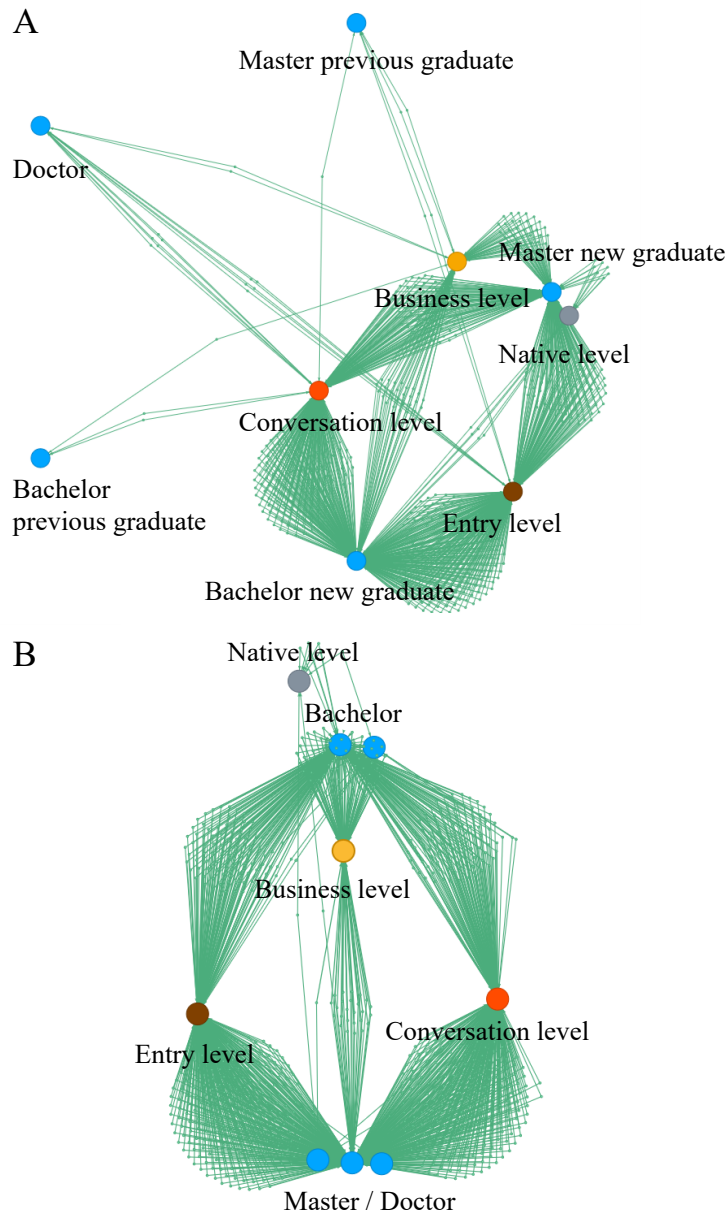 A
Master previous graduate
Doctor
Master new graduate
Business level
Native level
Conversation level
Bachelor
previous graduate
Entry level
Bachelor new graduate
B
Native level
Bachelor
Business level
Conversation level
Entry level
Master / Doctor